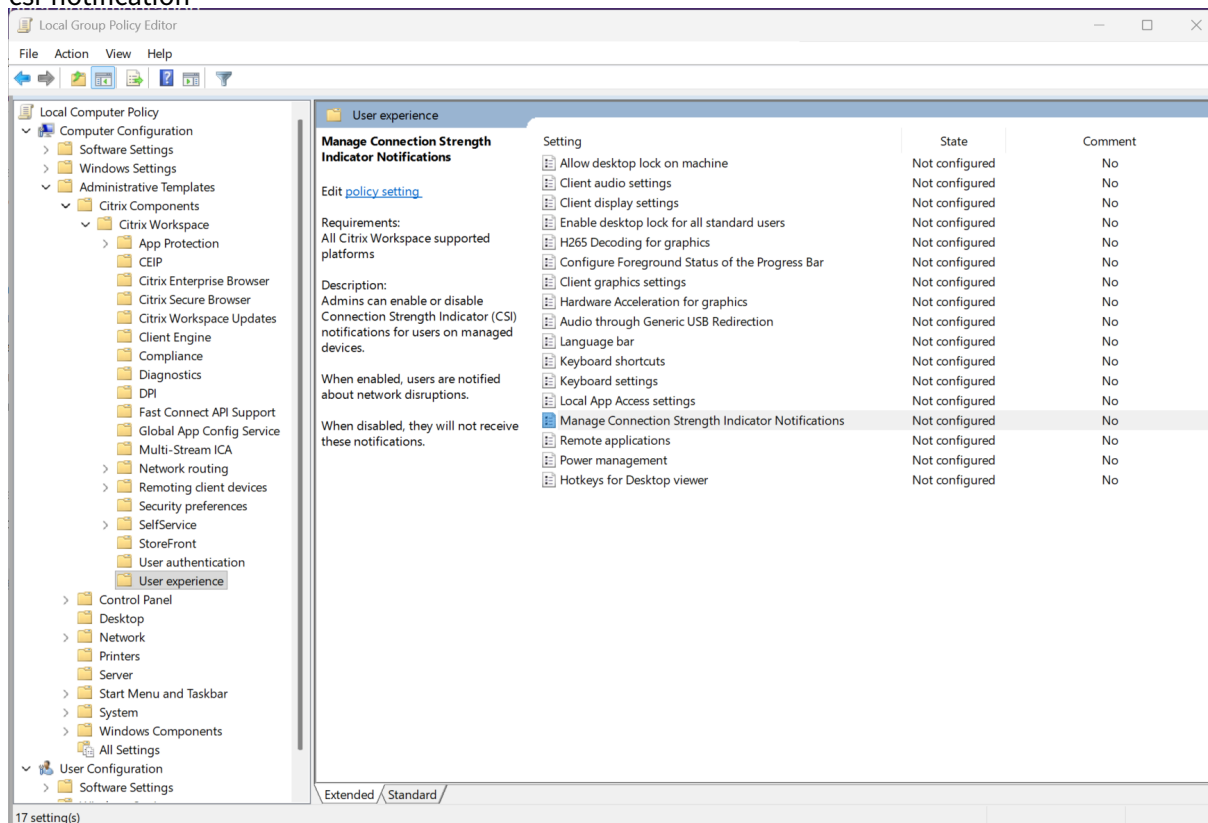 csi notification
Local Group Policy Editor
File Action View Help
Local Computer Policy
Computer Configuration
Software Settings
Windows Settings
Administrative Templates
Citrix Components
Citrix Workspace
App Protection
CEIP
Citrix Enterprise Browser
Citrix Secure Browser
Citrix Workspace Updates
Client Engine
Compliance
Diagnostics
DPI
Fast Connect API Support
Global App Config Service
Multi-Stream ICA
Network routing
Remoting client devices
Security preferences
SelfService
StoreFront
User authentication
User experience
Control Panel
Desktop
Network
Printers
Server
Start Menu and Taskbar
System
Windows Components
All Settings
User Configuration
Software Settings
User experience
Manage Connection Strength
Indicator Notifications
Edit policy setting
Requirements:
All Citrix Workspace supported
platforms
Description:
Admins can enable or disable
Connection Strength Indicator (CSI)
notifications for users on managed
devices.
When enabled, users are notified
about network disruptions.
When disabled, they will not receive
these notifications.
Setting State Comment
Allow desktop lock on machine Not configured No
Client audio settings Not configured No
Client display settings Not configured No
Enable desktop lock for all standard users Not configured No
H265 Decoding for graphics Not configured No
Configure Foreground Status of the Progress Bar Not configured No
Client graphics settings Not configured No
Hardware Acceleration for graphics Not configured No
Audio through Generic USB Redirection Not configured No
Language bar Not configured No
Keyboard shortcuts Not configured No
Keyboard settings Not configured No
Local App Access settings Not configured No
Manage Connection Strength Indicator Notifications Not configured No
Remote applications Not configured No
Power management Not configured No
Hotkeys for Desktop viewer Not configured No
Extended Standard
17 setting(s)